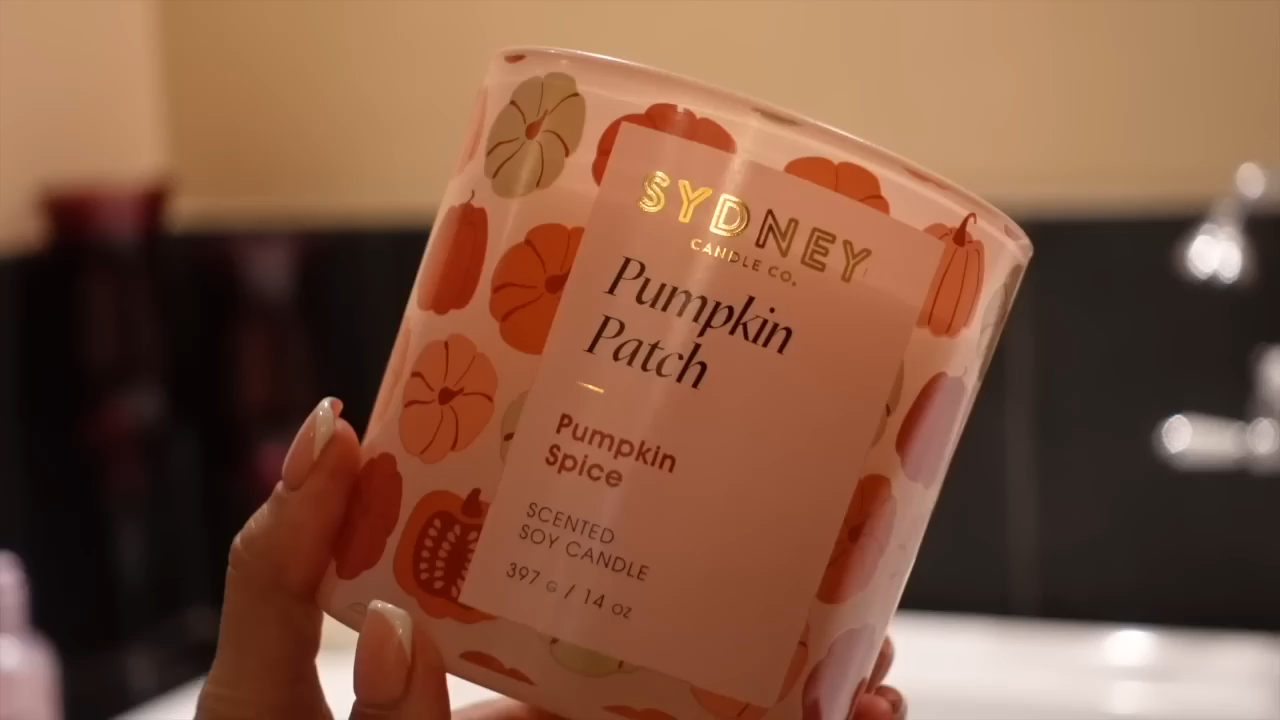 SYDNEY
CANDLE CO.
Pumpkin
Patch
Pumpkin
Spice
SCENTED
SOY CANDLE
397 G / 14 OZ